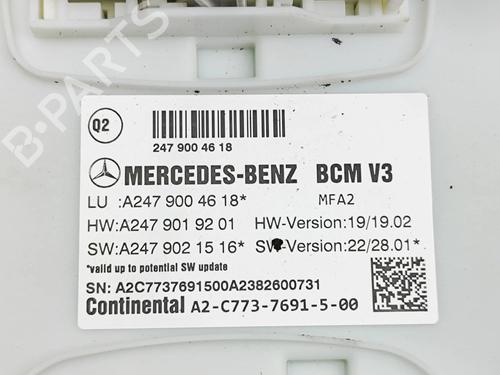 B-PARTS
Q2
247 900 46 18
MERCEDES-BENZ BCM V3
LU :A247 900 46 18* MFA2
HW:A247 901 92 01 HW-Version:19/19.02
SW:A247 902 15 16* SW-Version:22/28.01*
*valid up to potential SW update
SN: A2C7737691500A2382600731
Continental A2-C773-7691-5-00